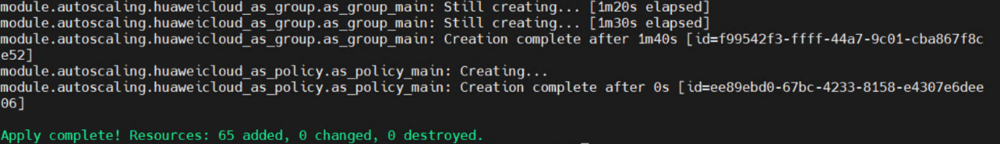 module.autoscaling.huaweicloud_as_group.as_group_main: Still creating... [1m20s elapsed]
module.autoscaling.huaweicloud_as_group.as_group_main: Still creating... [1m30s elapsed]
module.autoscaling.huaweicloud_as_group.as_group_main: Creation complete after 1m40s [id=f99542f3-ffff-44a7-9c01-cba867f8c
e52]
module.autoscaling.huaweicloud_as_policy.as_policy_main: Creating...
module.autoscaling.huaweicloud_as_policy.as_policy_main: Creation complete after 0s [id=ee89ebd0-67bc-4233-8158-e4307e6dee
06]
Apply complete! Resources: 65 added, 0 changed, 0 destroyed.